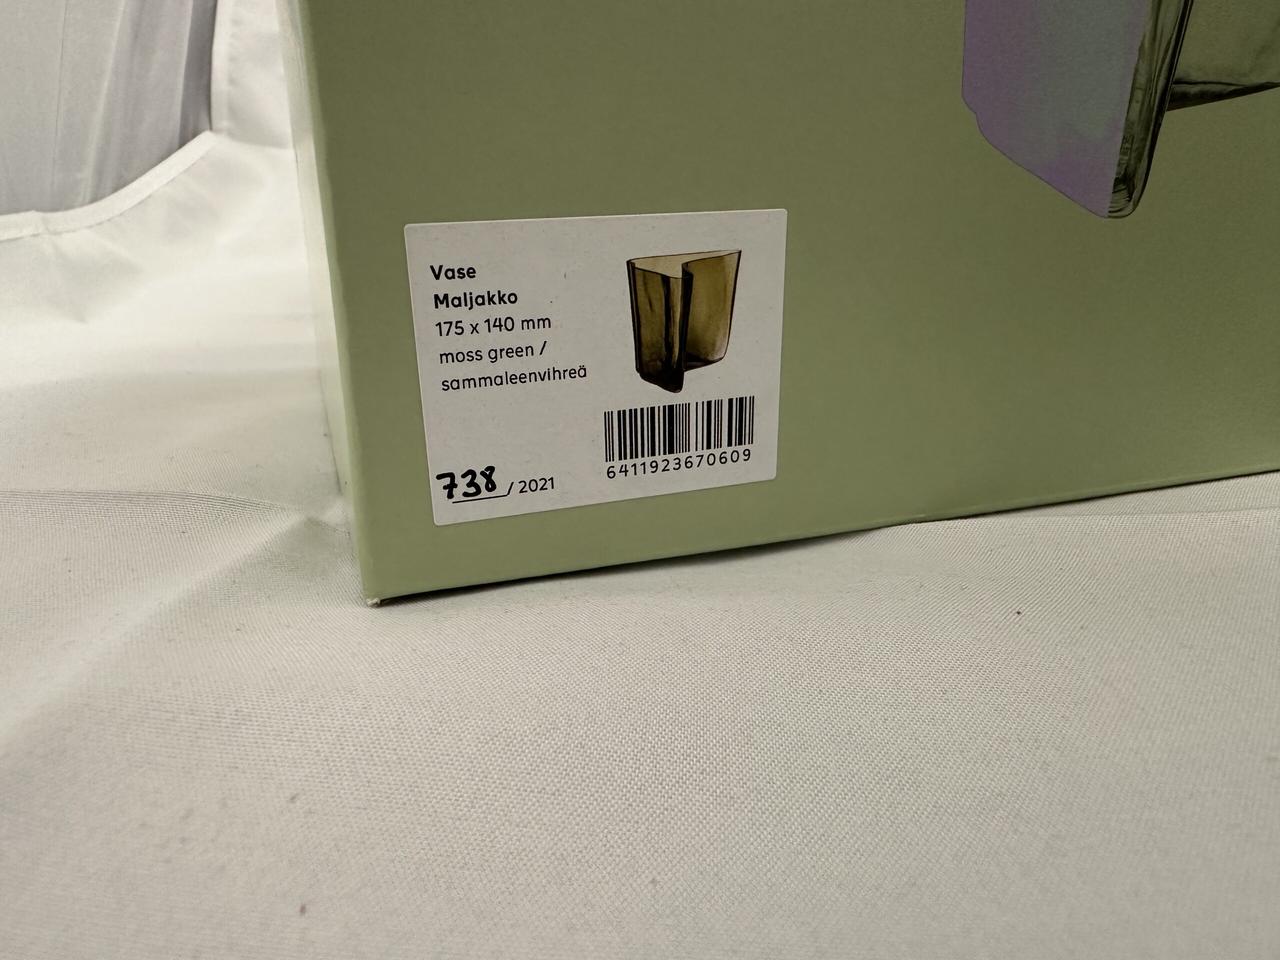 Vase
Maljakko
175 x 140 mm
moss green /
sammaleenvihreä
738 / 2021
6411923670609